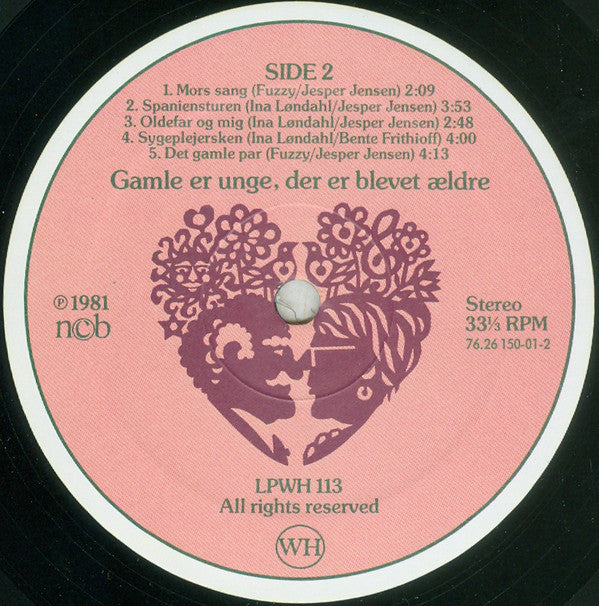 SIDE 2
1. Mors sang (Fuzzy/Jesper Jensen) 2:09
2. Spaniensturen (Ina Løndahl/Jesper Jensen) 3:53
3. Oldefar og mig (Ina Løndahl/Jesper Jensen) 2:48
4. Sygeplejersken (Ina Løndahl/Bente Frithioff) 4:00
5. Det gamle par (Fuzzy/Jesper Jensen) 4:13
Gamle er unge, der er blevet ældre
℗ 1981
n©b
Stereo
33⅓ RPM
76.26 150-01-2
LPWH 113
All rights reserved
WH